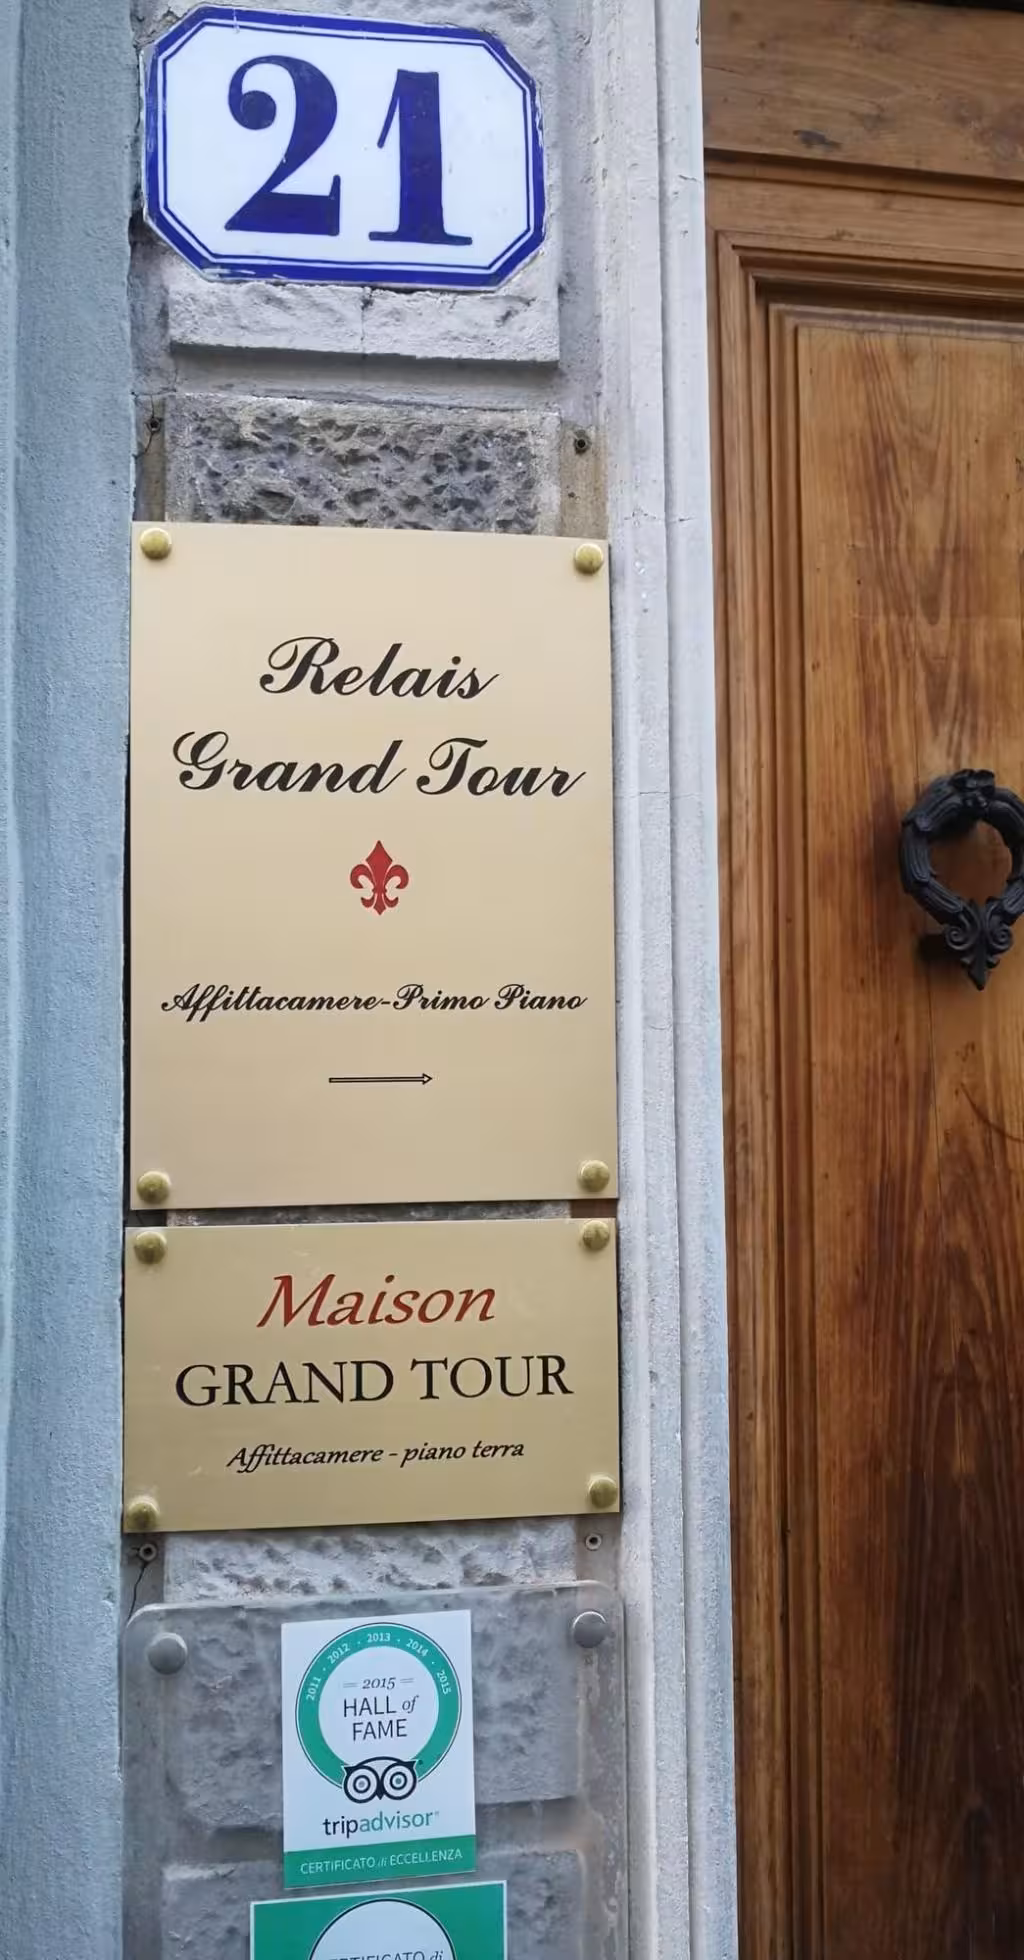 21
Relais
Grand Tour
Affittacamere-Primo Piano
Maison
GRAND TOUR
Affittacamere - piano terra
2011 · 2012 · 2013 · 2014 · 2015
2015
HALL of
FAME
tripadvisor®
CERTIFICATO di ECCELLENZA